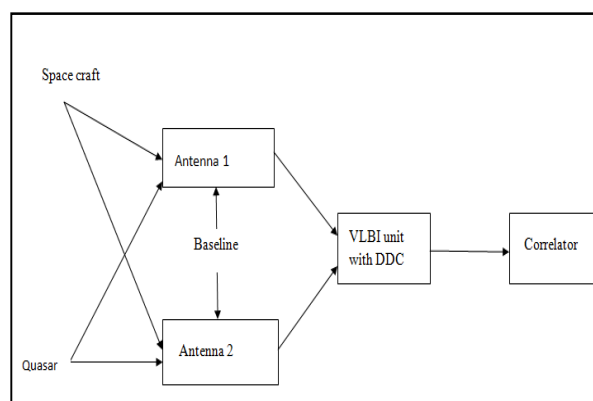 Space craft
Antenna 1
Baseline
VLBI unit
with DDC
Correlator
Antenna 2
Quasar